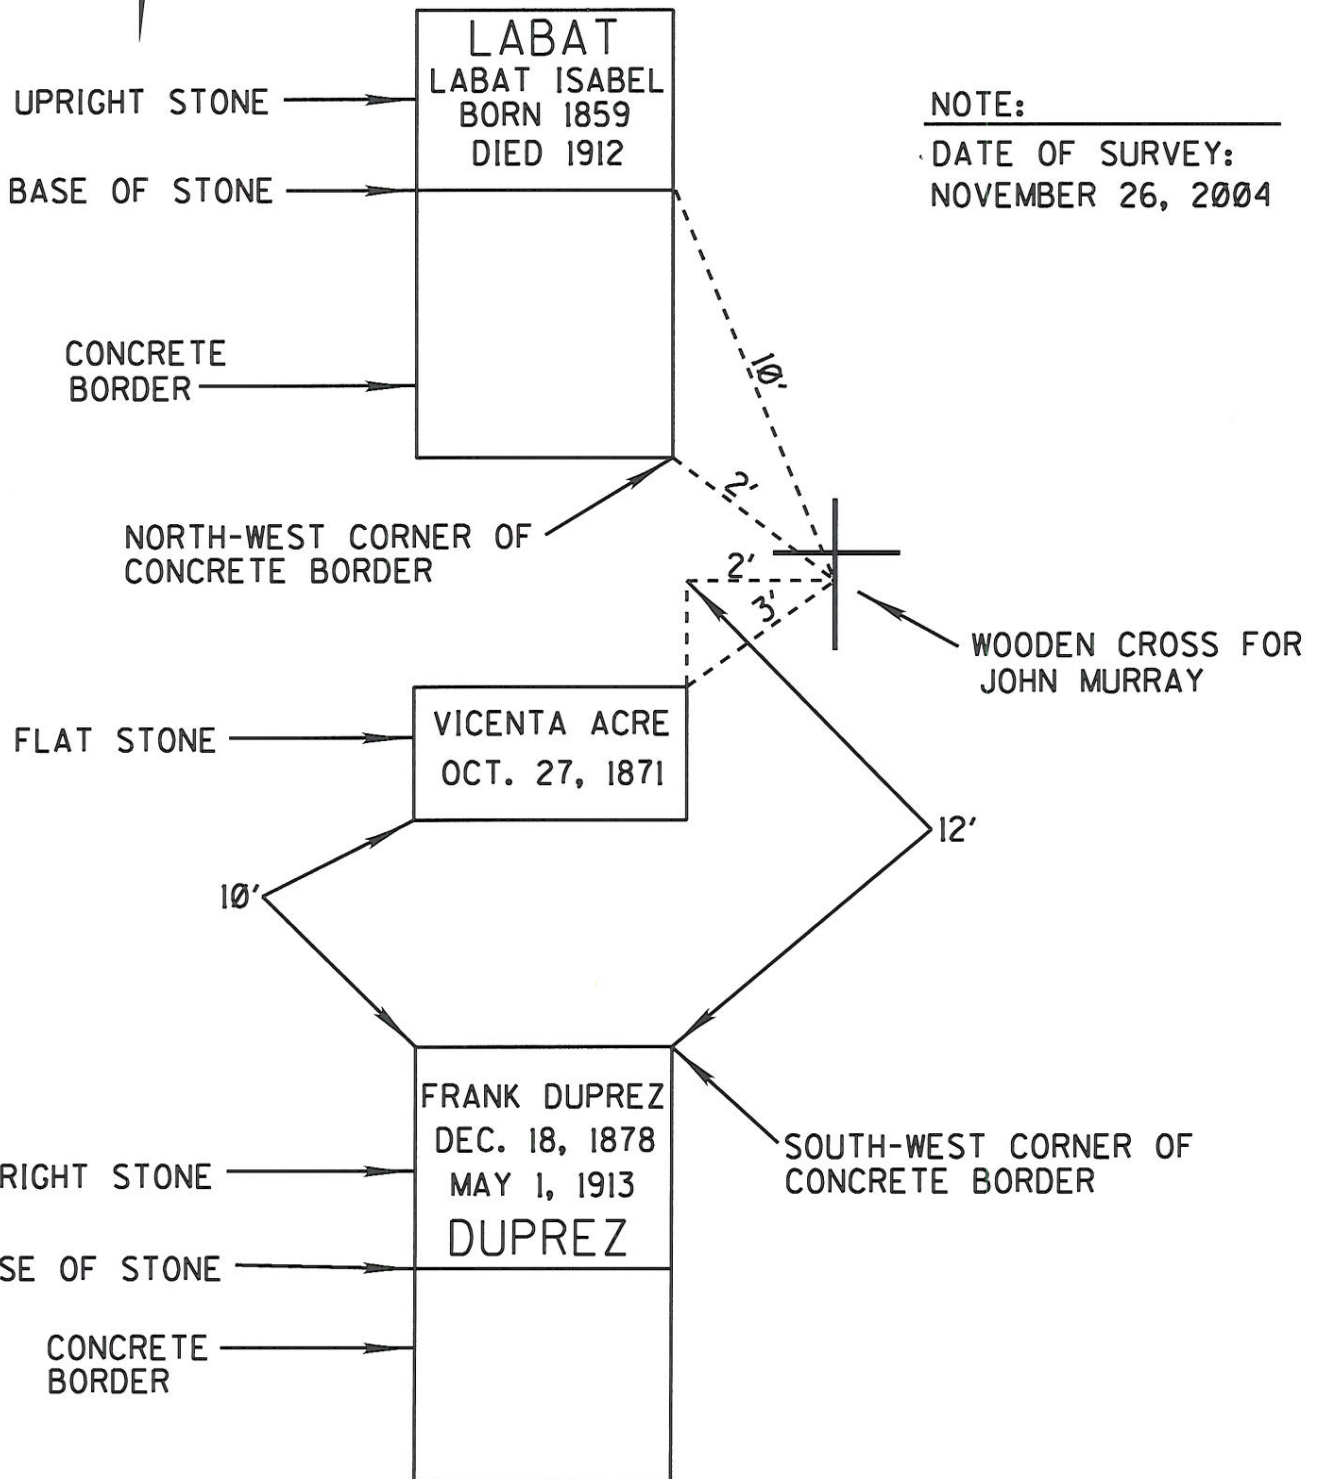 LABAT
LABAT ISABEL
BORN 1859
DIED 1912
UPRIGHT STONE
BASE OF STONE
NOTE:
DATE OF SURVEY:
NOVEMBER 26, 2004
CONCRETE
BORDER
10'
2'
NORTH-WEST CORNER OF
CONCRETE BORDER
2'
3'
WOODEN CROSS FOR
JOHN MURRAY
FLAT STONE
VICENTA ACRE
OCT. 27, 1871
12'
10'
FRANK DUPREZ
DEC. 18, 1878
MAY 1, 1913
DUPREZ
RIGHT STONE
SE OF STONE
SOUTH-WEST CORNER OF
CONCRETE BORDER
CONCRETE
BORDER